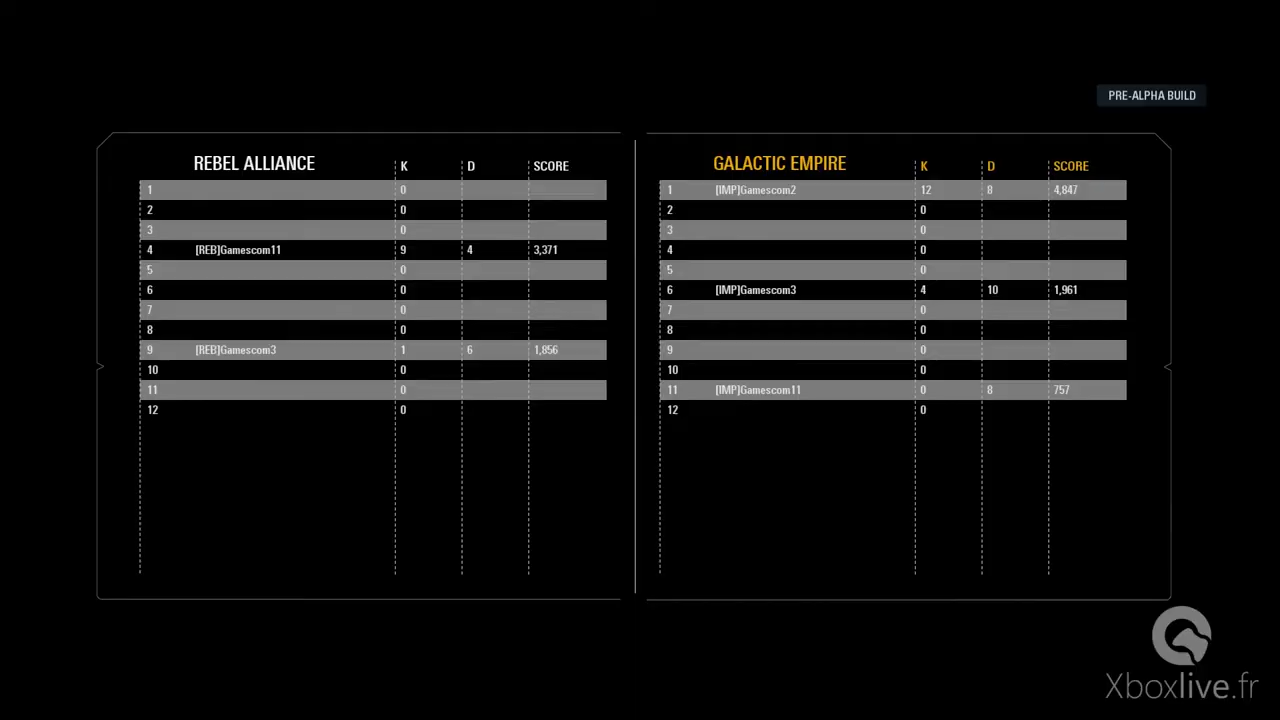 PRE-ALPHA BUILD
REBEL ALLIANCE K D SCORE
1 0
2 0
3 0
4 [REB]Gamescom11 9 4 3,371
5 0
6 0
7 0
8 0
9 [REB]Gamescom3 1 6 1,856
10 0
11 0
12 0
GALACTIC EMPIRE K D SCORE
1 [IMP]Gamescom2 12 8 4,847
2 0
3 0
4 0
5 0
6 [IMP]Gamescom3 4 10 1,961
7 0
8 0
9 0
10 0
11 [IMP]Gamescom11 0 8 757
12 0
Xboxlive.fr